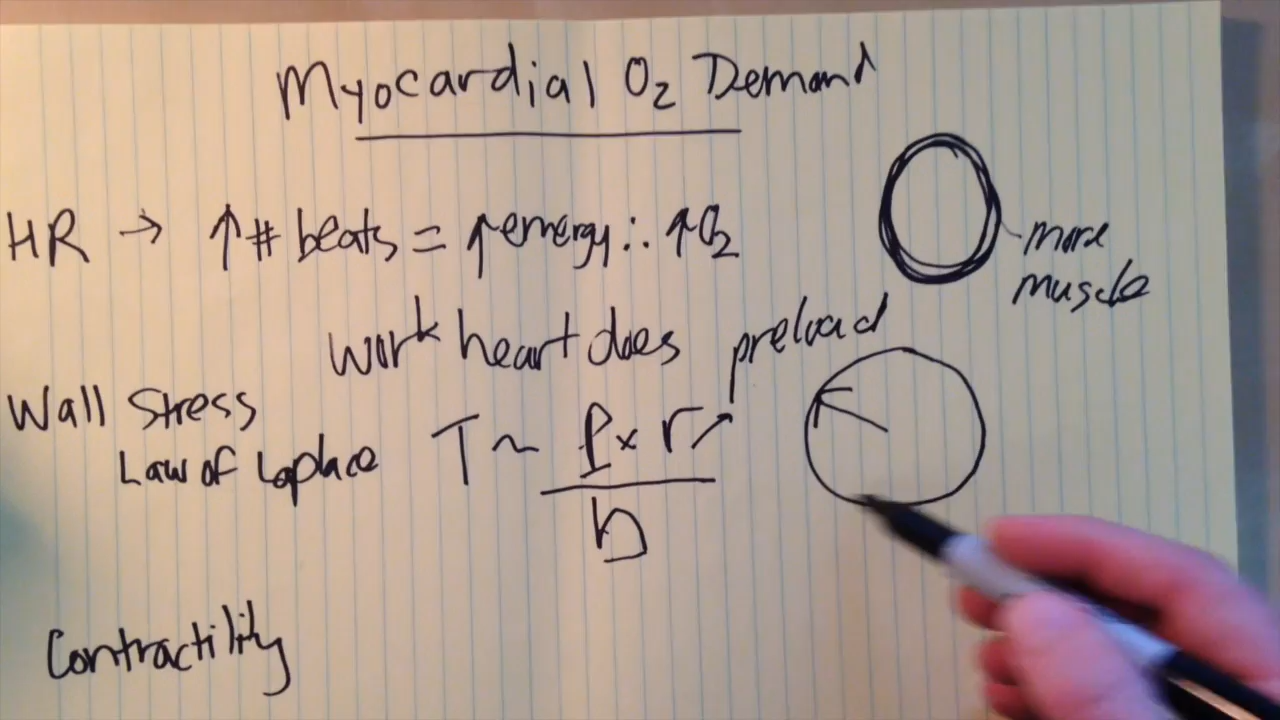 Myocardial O2 Demand
HR → ↑ # beats = ↑ energy ∴ ↑O2
more
muscle
work heart does
preload
Wall Stress
Law of Laplace
T ~ P x r
h
Contractility